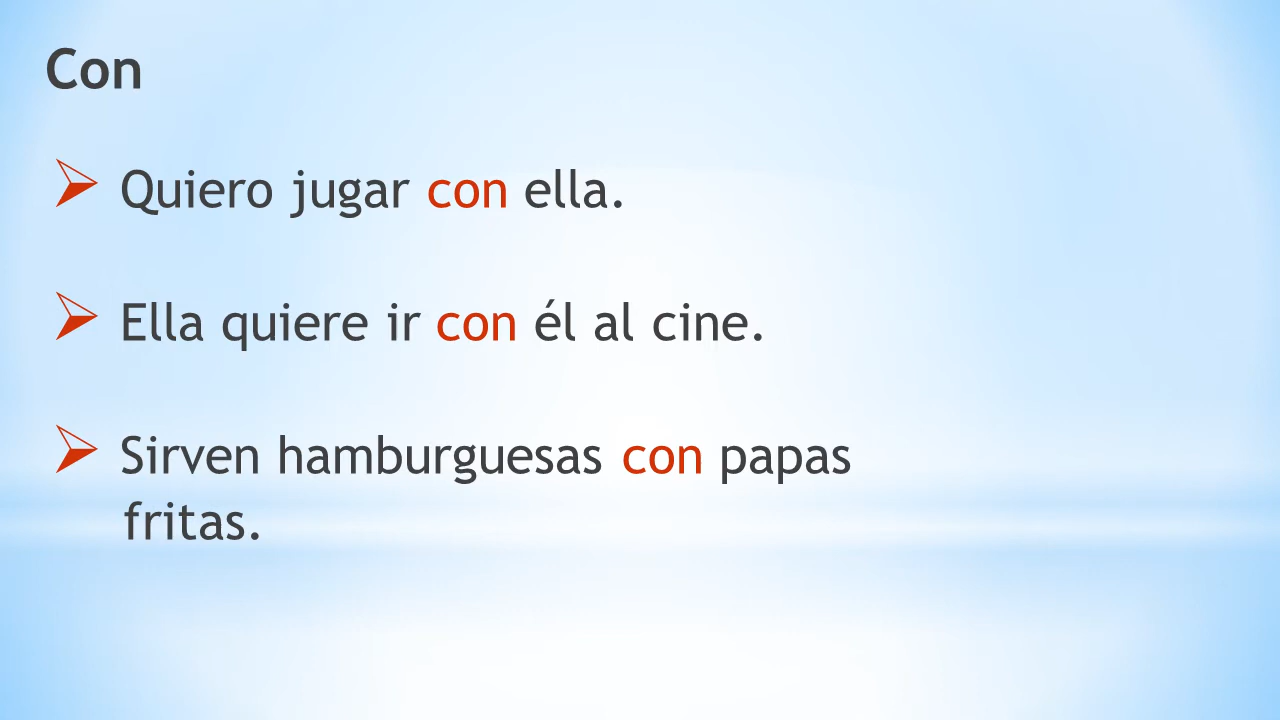 Con
Quiero jugar con ella.
Ella quiere ir con él al cine.
Sirven hamburguesas con papas
fritas.